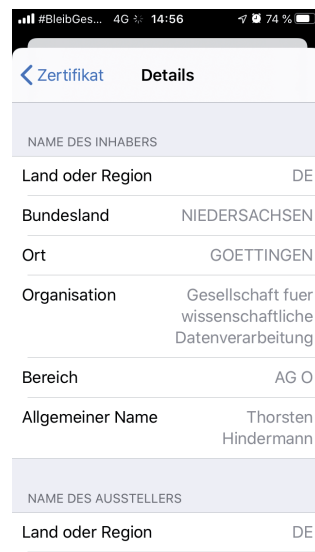 #BleibGes... 4G 14:56 74 %
Zertifikat Details
NAME DES INHABERS
Land oder Region DE
Bundesland NIEDERSACHSEN
Ort GOETTINGEN
Organisation Gesellschaft fuer
wissenschaftliche
Datenverarbeitung
Bereich AG O
Allgemeiner Name Thorsten
Hindermann
NAME DES AUSSTELLERS
Land oder Region DE